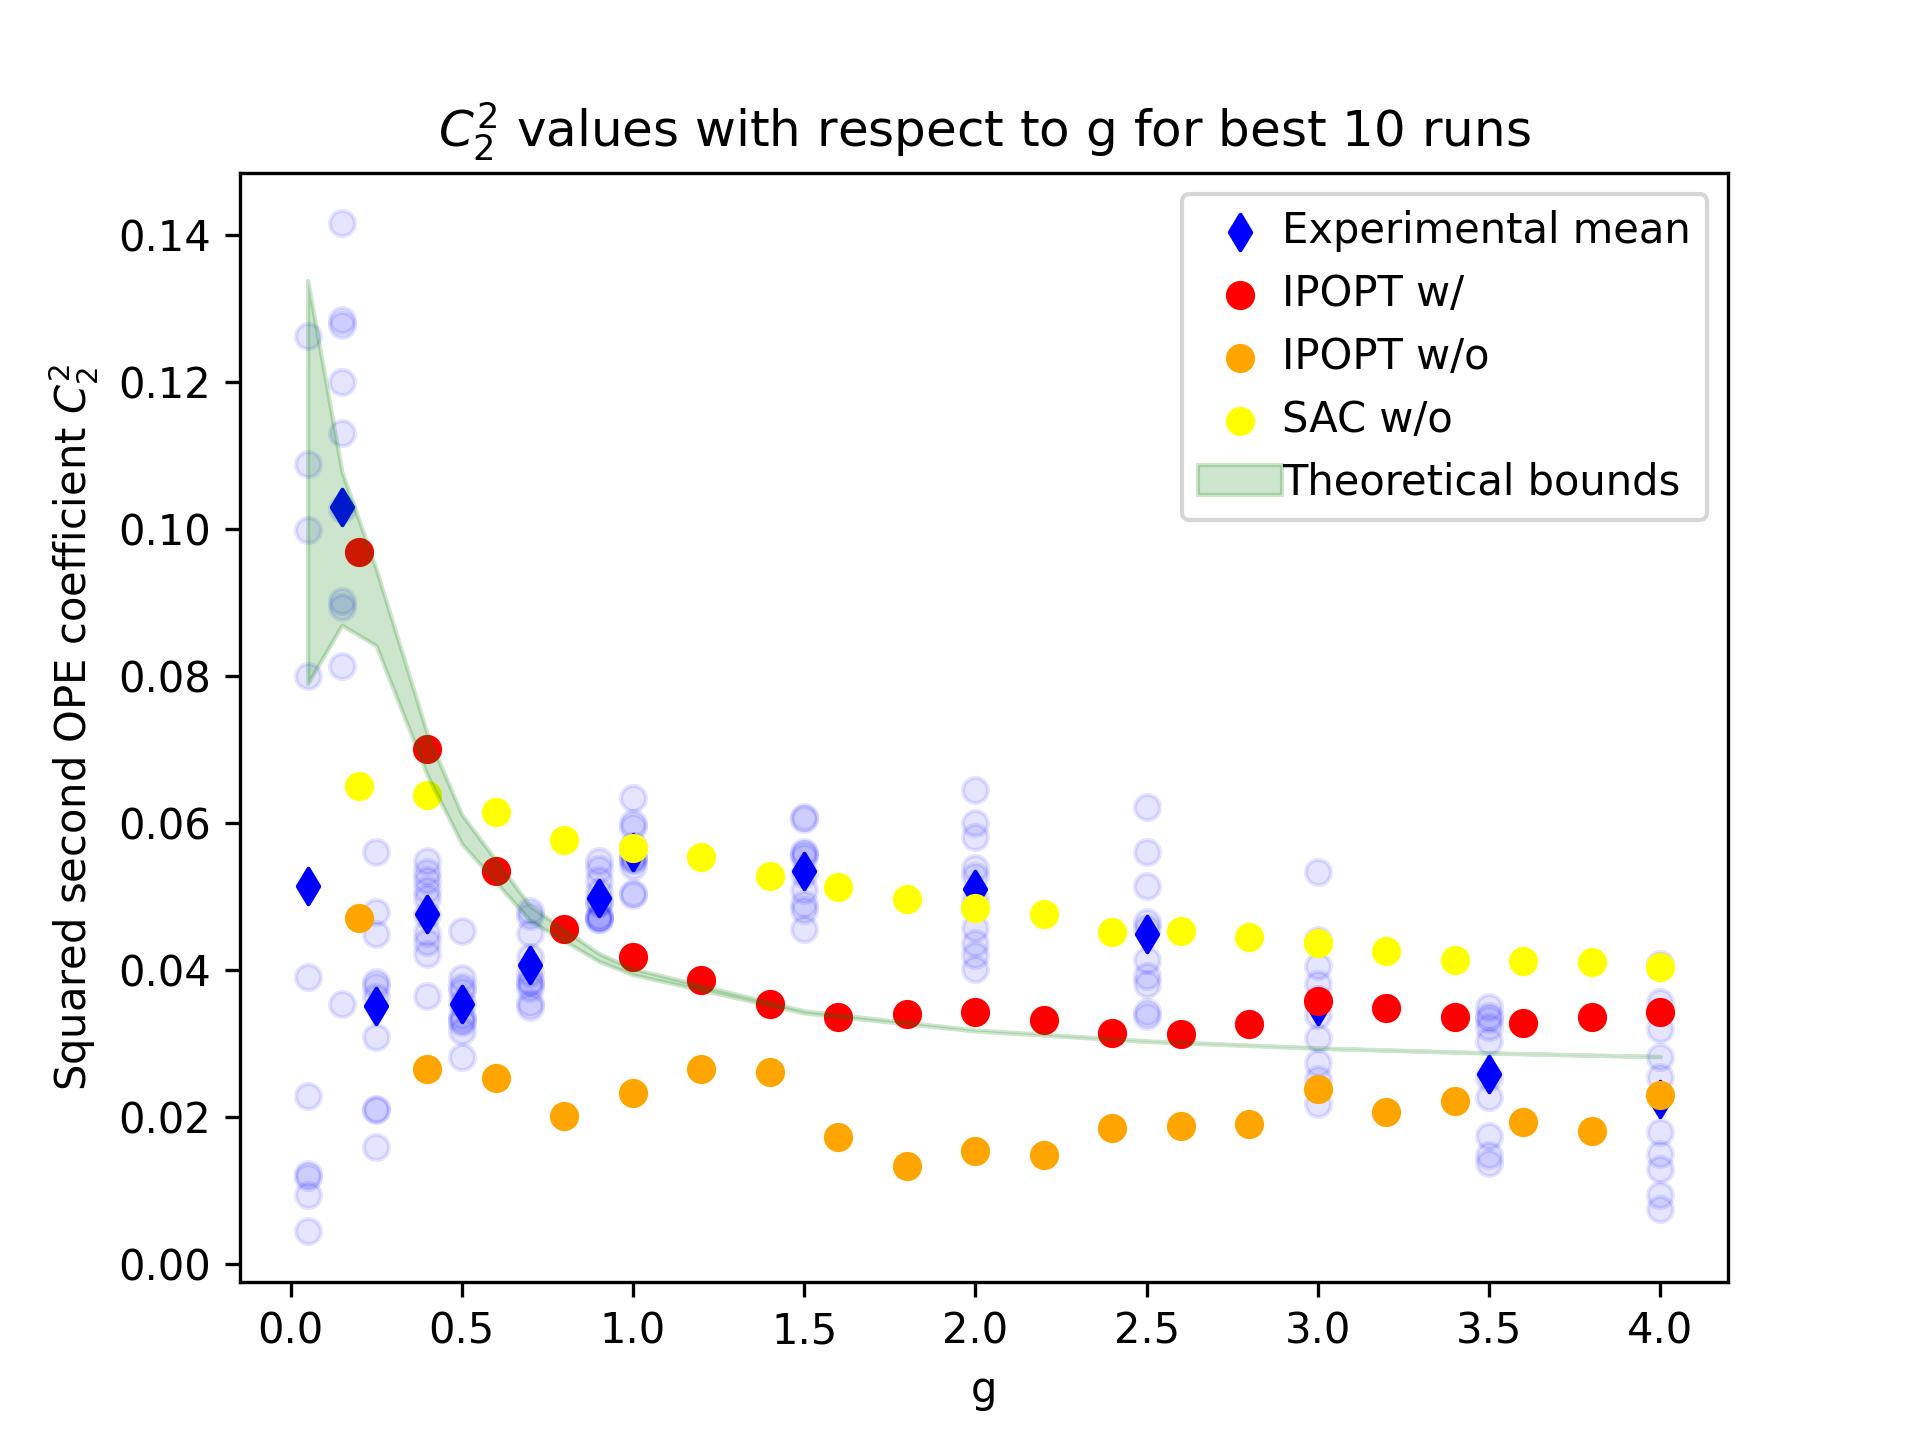 C₂² values with respect to g for best 10 runs
Experimental mean
IPOPT w/
IPOPT w/o
SAC w/o
Theoretical bounds
Squared second OPE coefficient C₂²
0.14
0.12
0.10
0.08
0.06
0.04
0.02
0.00
0.0 0.5 1.0 1.5 2.0 2.5 3.0 3.5 4.0
g